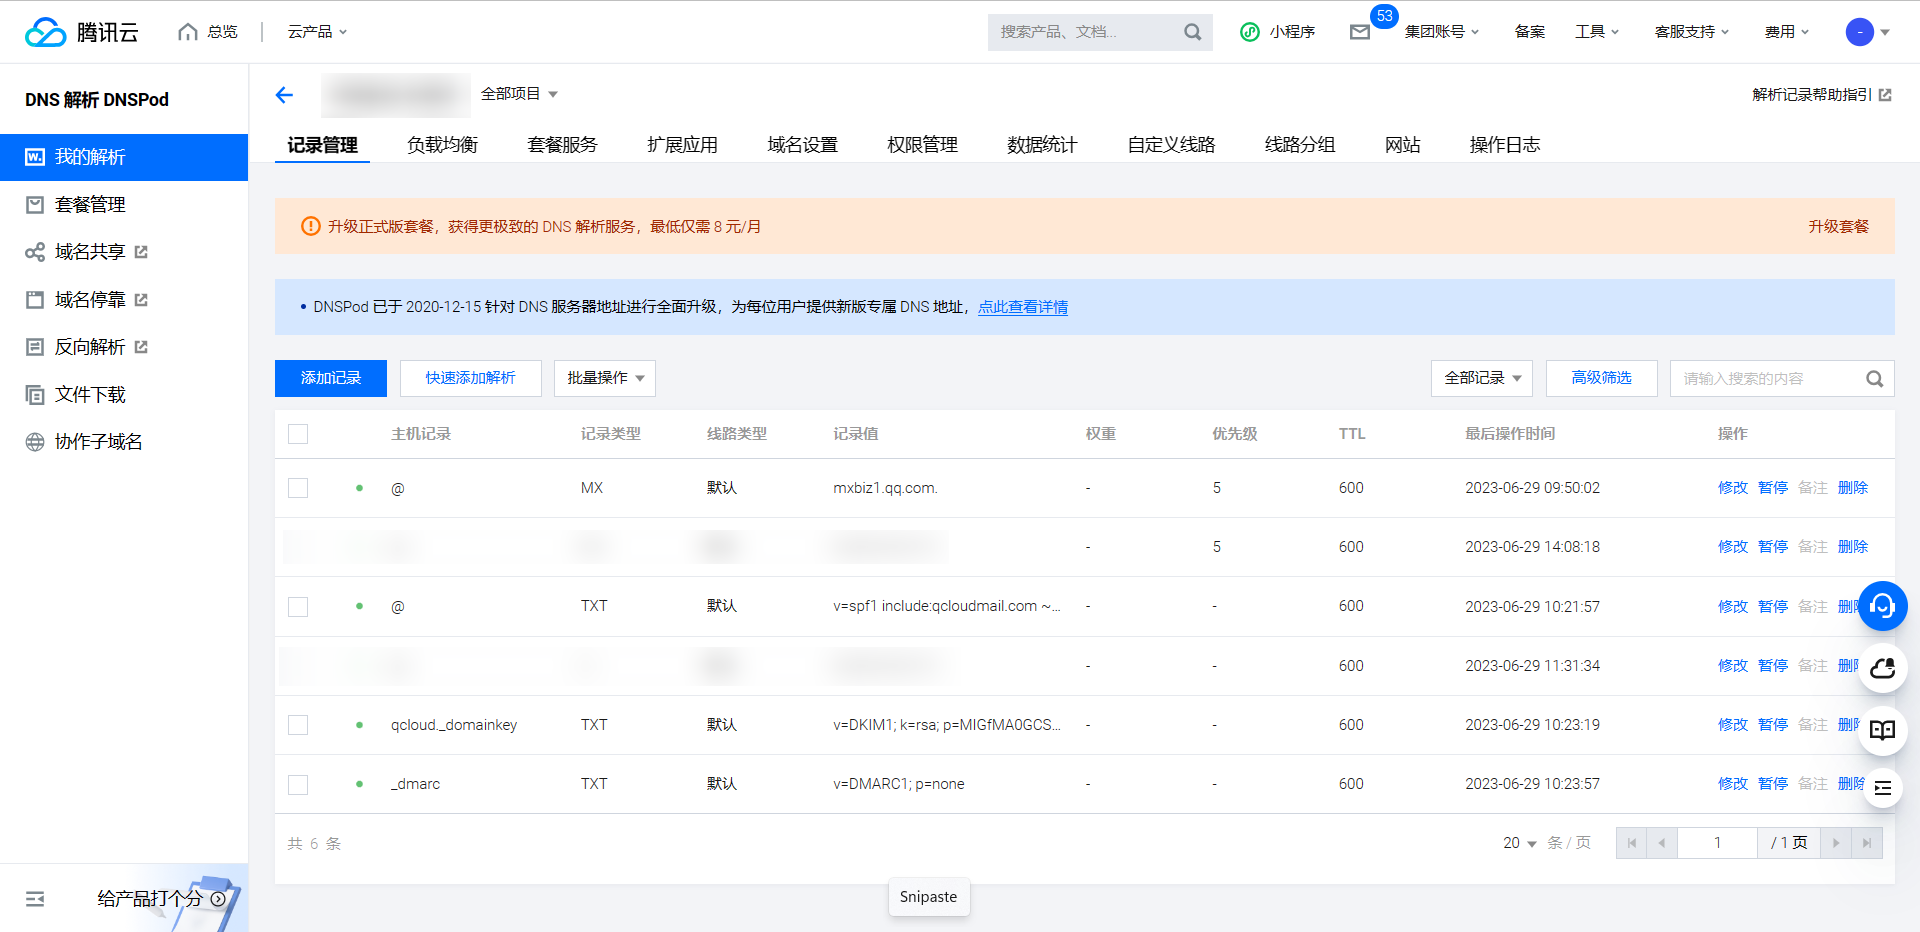 腾讯云 总览 云产品 搜索产品、文档... 小程序 53 集团账号 备案 工具 客服支持 费用 -
DNS 解析 DNSPod
我的解析
套餐管理
域名共享
域名停靠
反向解析
文件下载
协作子域名
给产品打个分
全部项目 解析记录帮助指引
记录管理 负载均衡 套餐服务 扩展应用 域名设置 权限管理 数据统计 自定义线路 线路分组 网站 操作日志
升级正式版套餐，获得更极致的 DNS 解析服务，最低仅需 8 元/月 升级套餐
• DNSPod 已于 2020-12-15 针对 DNS 服务器地址进行全面升级，为每位用户提供新版专属 DNS 地址，点此查看详情
添加记录 快速添加解析 批量操作 全部记录 高级筛选 请输入搜索的内容
主机记录 记录类型 线路类型 记录值 权重 优先级 TTL 最后操作时间 操作
@ MX 默认 mxbiz1.qq.com. - 5 600 2023-06-29 09:50:02 修改 暂停 备注 删除
- 5 600 2023-06-29 14:08:18 修改 暂停 备注 删除
@ TXT 默认 v=spf1 include:qcloudmail.com ~... - - 600 2023-06-29 10:21:57 修改 暂停 备注 删除
- - 600 2023-06-29 11:31:34 修改 暂停 备注 删除
qcloud._domainkey TXT 默认 v=DKIM1; k=rsa; p=MIGfMA0GCS... - - 600 2023-06-29 10:23:19 修改 暂停 备注 删除
_dmarc TXT 默认 v=DMARC1; p=none - - 600 2023-06-29 10:23:57 修改 暂停 备注 删除
共 6 条 20 条 / 页 1 / 1 页
Snipaste